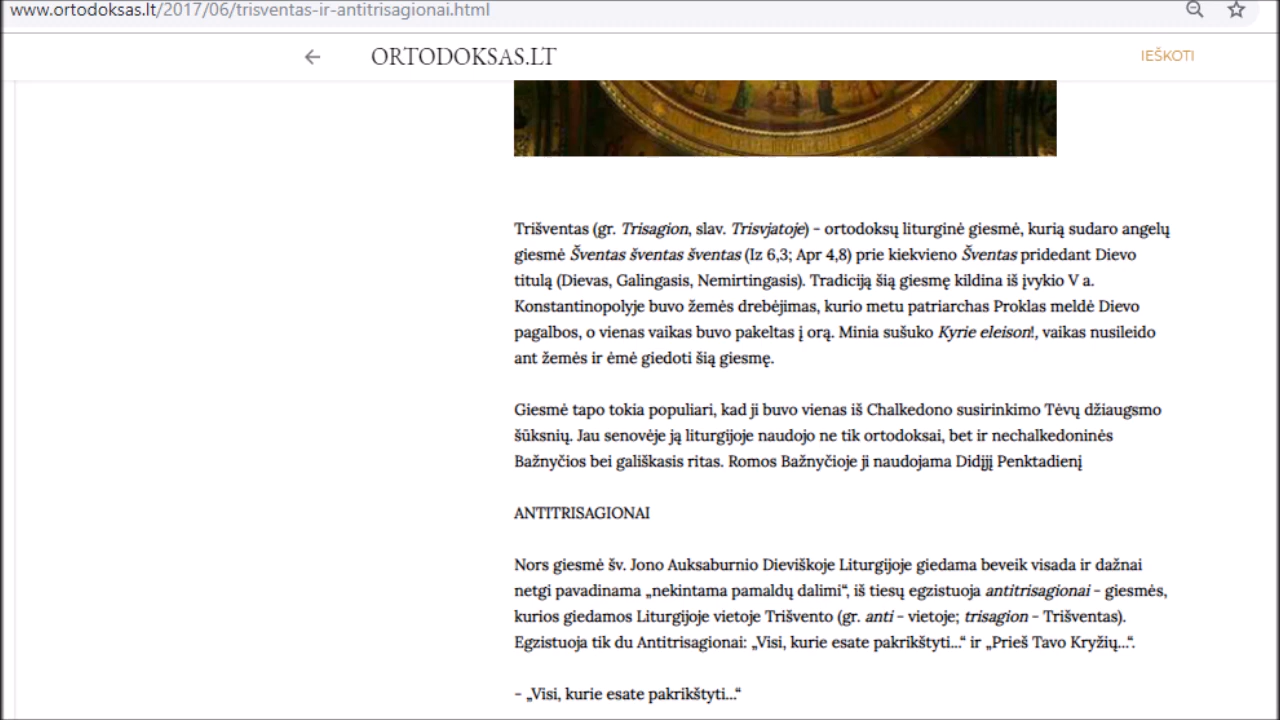 www.ortodoksas.lt/2017/06/trisventas-ir-antitrisagionai.html
ORTODOKSAS.LT
IEŠKOTI
Trišventas (gr. Trisagion, slav. Trisvjatoje) - ortodoksų liturginė giesmė, kurią sudaro angelų
giesmė Šventas šventas šventas (Iz 6,3; Apr 4,8) prie kiekvieno Šventas pridedant Dievo
titulą (Dievas, Galingasis, Nemirtingasis). Tradiciją šią giesmę kildina iš įvykio V a.
Konstantinopolyje buvo žemės drebėjimas, kurio metu patriarchas Proklas meldė Dievo
pagalbos, o vienas vaikas buvo pakeltas į orą. Minia sušuko Kyrie eleison!, vaikas nusileido
ant žemės ir ėmė giedoti šią giesmę.
Giesmė tapo tokia populiari, kad ji buvo vienas iš Chalkedono susirinkimo Tėvų džiaugsmo
šūksnių. Jau senovėje ją liturgijoje naudojo ne tik ortodoksai, bet ir nechalkedoninės
Bažnyčios bei gališkasis ritas. Romos Bažnyčioje ji naudojama Didįjį Penktadienį
ANTITRISAGIONAI
Nors giesmė šv. Jono Auksaburnio Dieviškoje Liturgijoje giedama beveik visada ir dažnai
netgi pavadinama „nekintama pamaldų dalimi“, iš tiesų egzistuoja antitrisagionai - giesmės,
kurios giedamos Liturgijoje vietoje Trišvento (gr. anti - vietoje; trisagion - Trišventas).
Egzistuoja tik du Antitrisagionai: „Visi, kurie esate pakrikštyti...“ ir „Prieš Tavo Kryžių...“.
- „Visi, kurie esate pakrikštyti...“